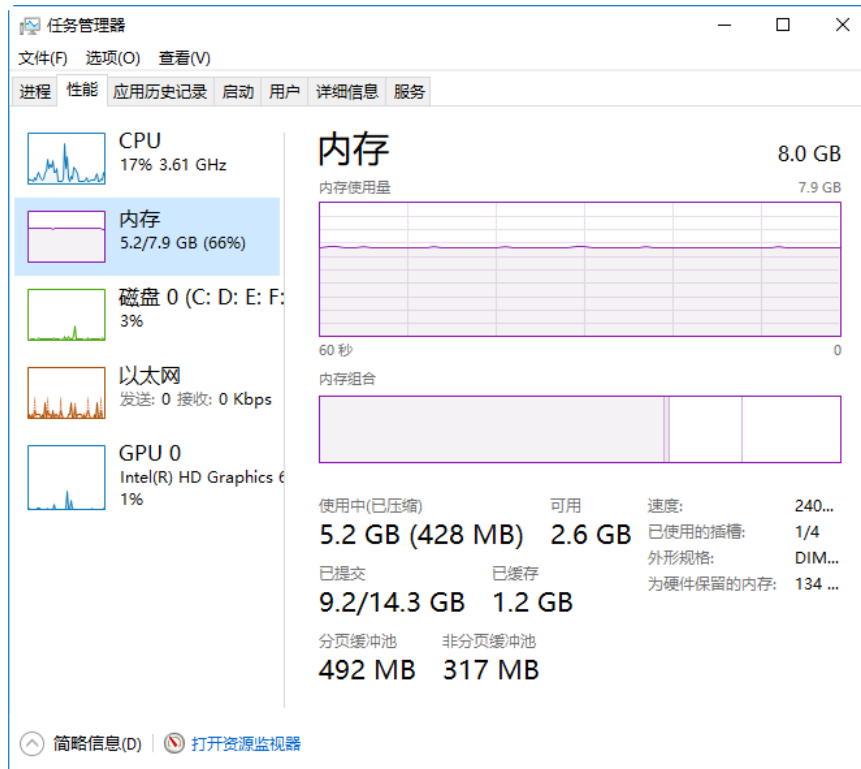 任务管理器
文件(F) 选项(O) 查看(V)
进程 性能 应用历史记录 启动 用户 详细信息 服务
CPU
17% 3.61 GHz
内存
5.2/7.9 GB (66%)
磁盘 0 (C: D: E: F:
3%
以太网
发送: 0 接收: 0 Kbps
GPU 0
Intel(R) HD Graphics 6
1%
内存 8.0 GB
内存使用量 7.9 GB
60 秒 0
内存组合
使用中(已压缩) 可用
5.2 GB (428 MB) 2.6 GB
已提交 已缓存
9.2/14.3 GB 1.2 GB
分页缓冲池 非分页缓冲池
492 MB 317 MB
速度: 240...
已使用的插槽: 1/4
外形规格: DIM...
为硬件保留的内存: 134 ...
简略信息(D) 打开资源监视器